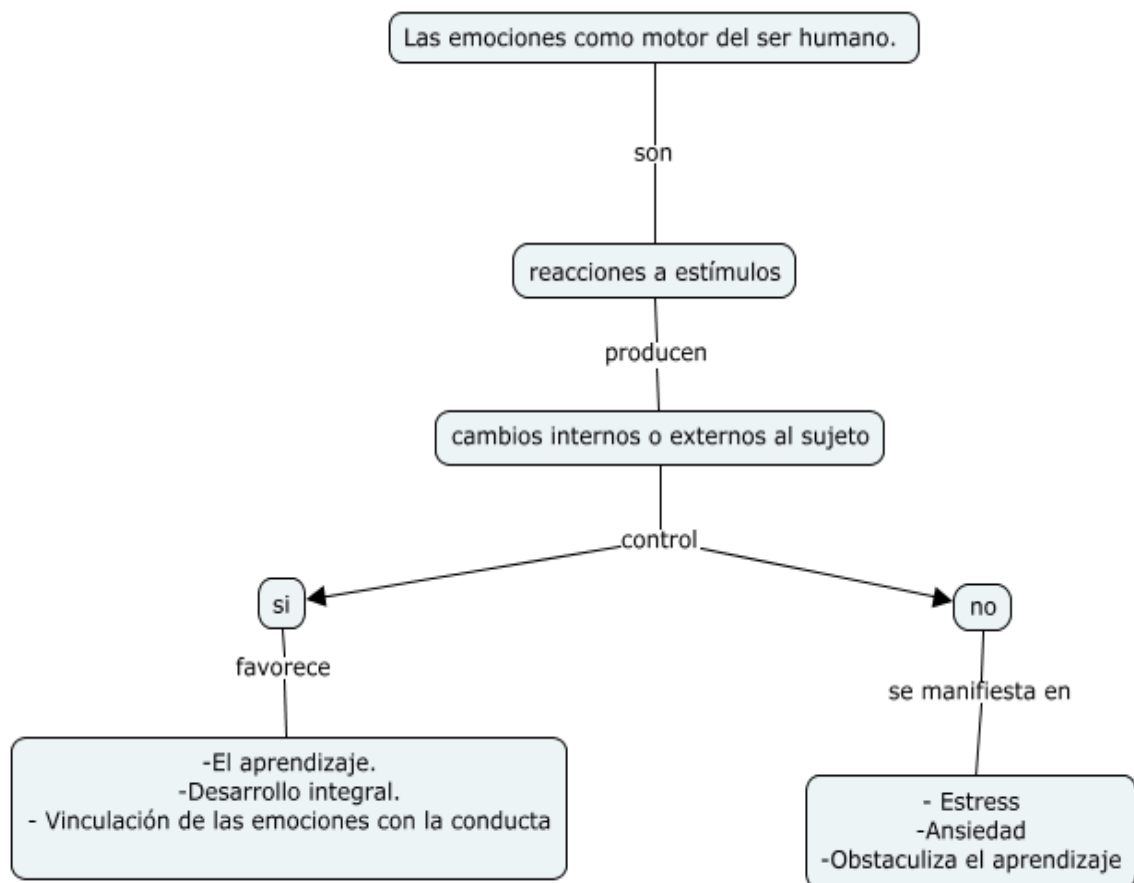 Las emociones como motor del ser humano.
son
reacciones a estímulos
producen
cambios internos o externos al sujeto
control
si
no
favorece
se manifiesta en
-El aprendizaje.
-Desarrollo integral.
- Vinculación de las emociones con la conducta
- Estress
-Ansiedad
-Obstaculiza el aprendizaje